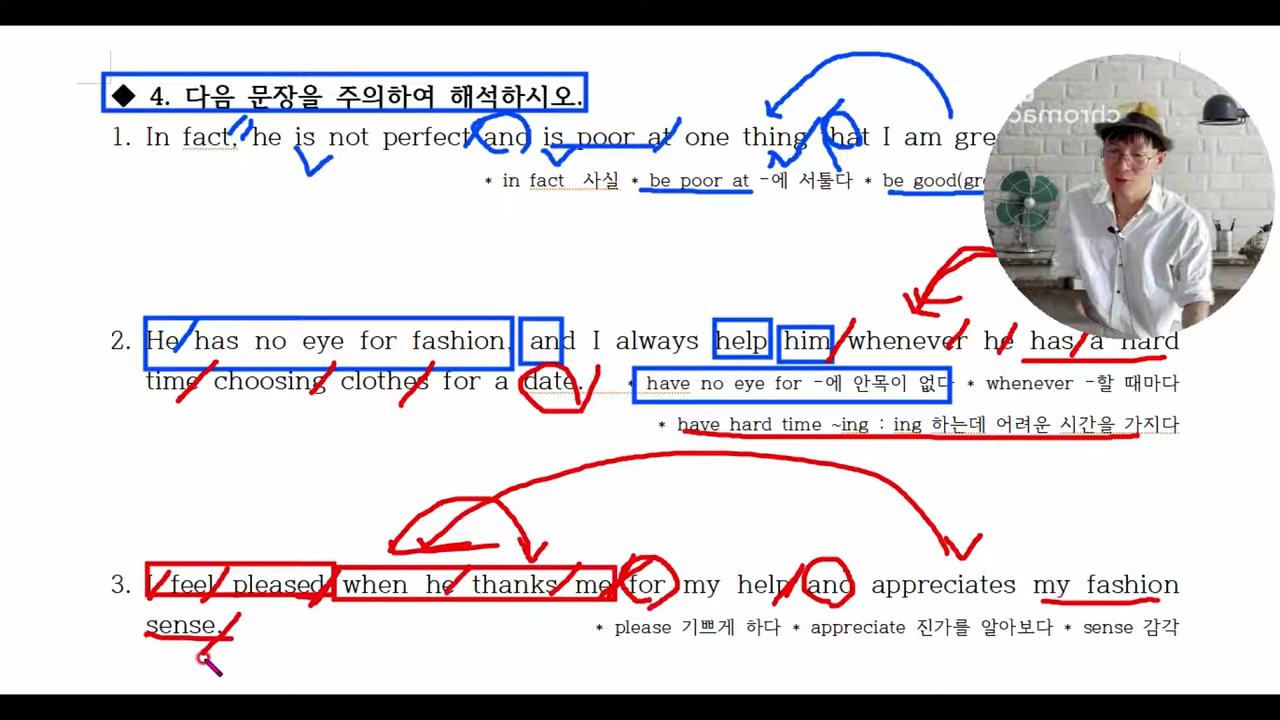 ◆ 4. 다음 문장을 주의하여 해석하시오.
1. In fact, he is not perfect and is poor at one thing that I am
* in fact 사실 * be poor at -에 서툴다 * be
2. He has no eye for fashion, and I always help him whenever he has a hard
time choosing clothes for a date. * have no eye for -에 안목이 없다 * whenever -할 때마다
* have hard time ~ing : ing 하는데 어려운 시간을 가지다
3. I feel pleased when he thanks me for my help and appreciates my fashion
sense. * please 기쁘게 하다 * appreciate 진가를 알아보다 * sense 감각